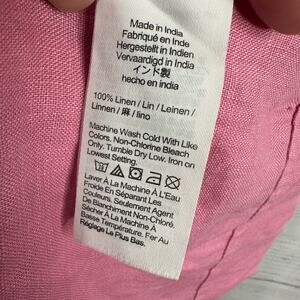 Made in India
Fabriqué en Inde
Hergestellt in Indien
Vervaardigd in India
インド製
hecho en india
100% Linen / Lin / Leinen /
Linnen / 麻 / lino
Machine Wash Cold With Like
Colors. Non-Chlorine Bleach
Only. Tumble Dry Low. Iron on
Lowest Setting.
Laver À La Machine À L'Eau
Froide En Séparant Les
Couleurs. Seulement Agent
De Blanchiment Non-Chlorant.
Sécher À La Machine À
Basse Température. Fer Au
Réglage Le Plus Bas.